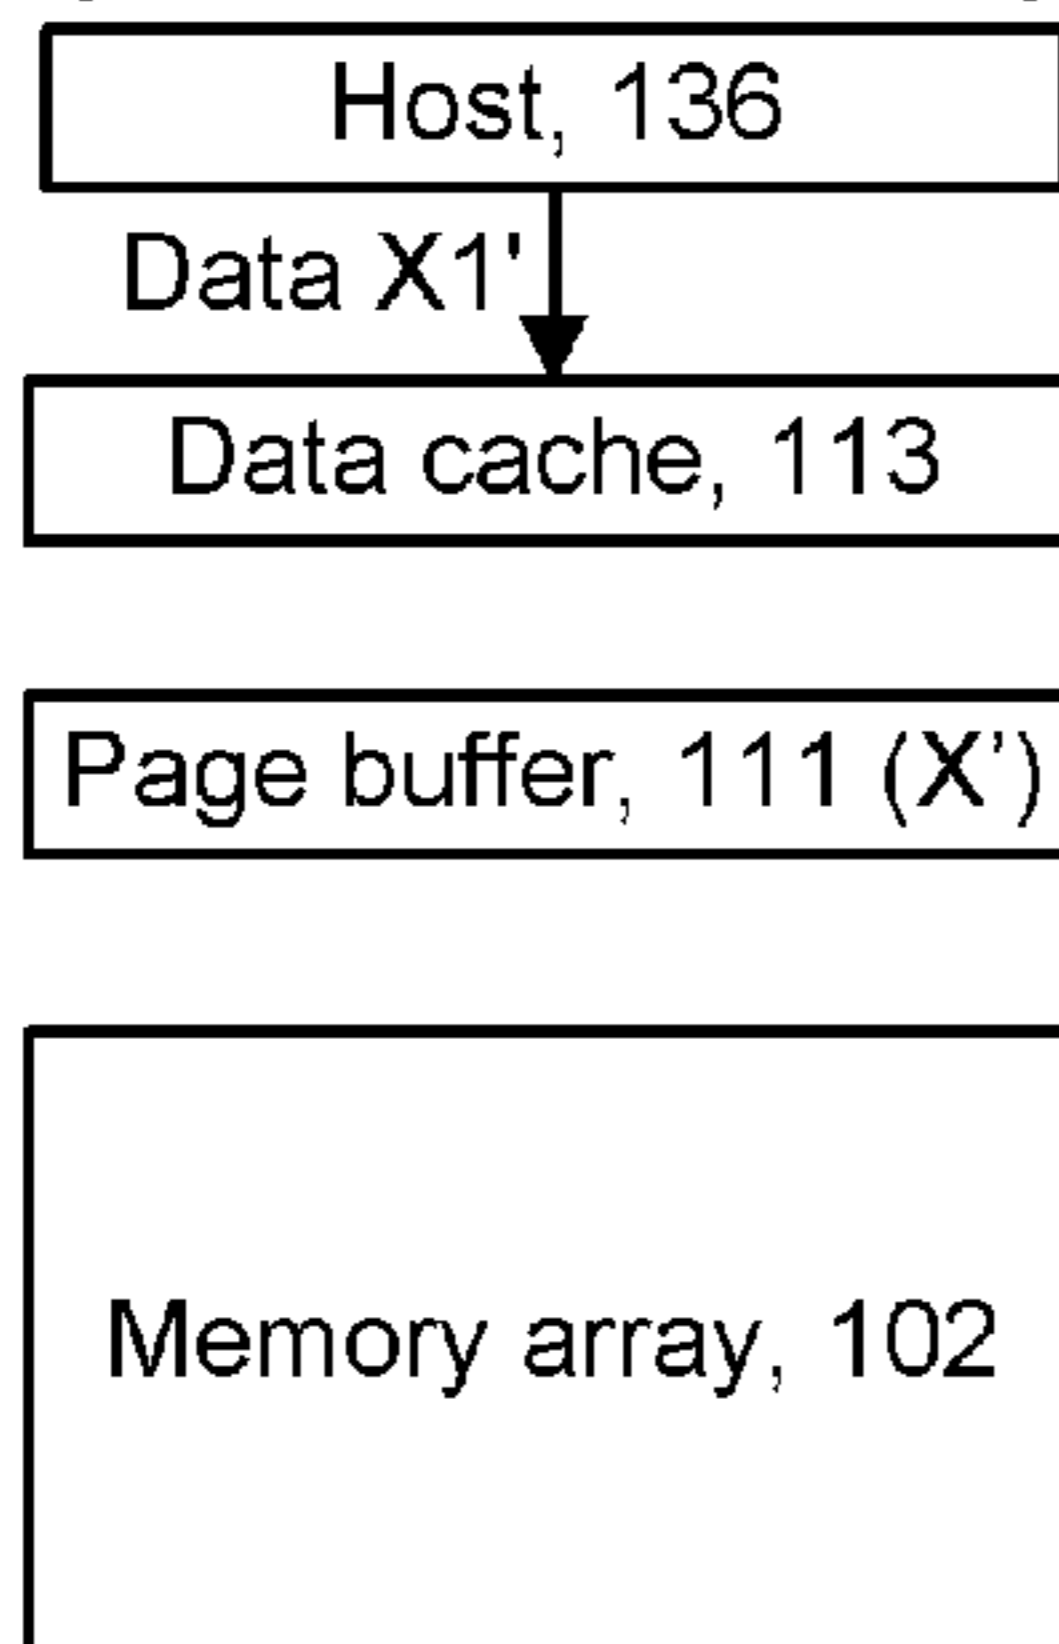 Host, 136
Data X1'
Data cache, 113
Page buffer, 111 (X’)
Memory array, 102